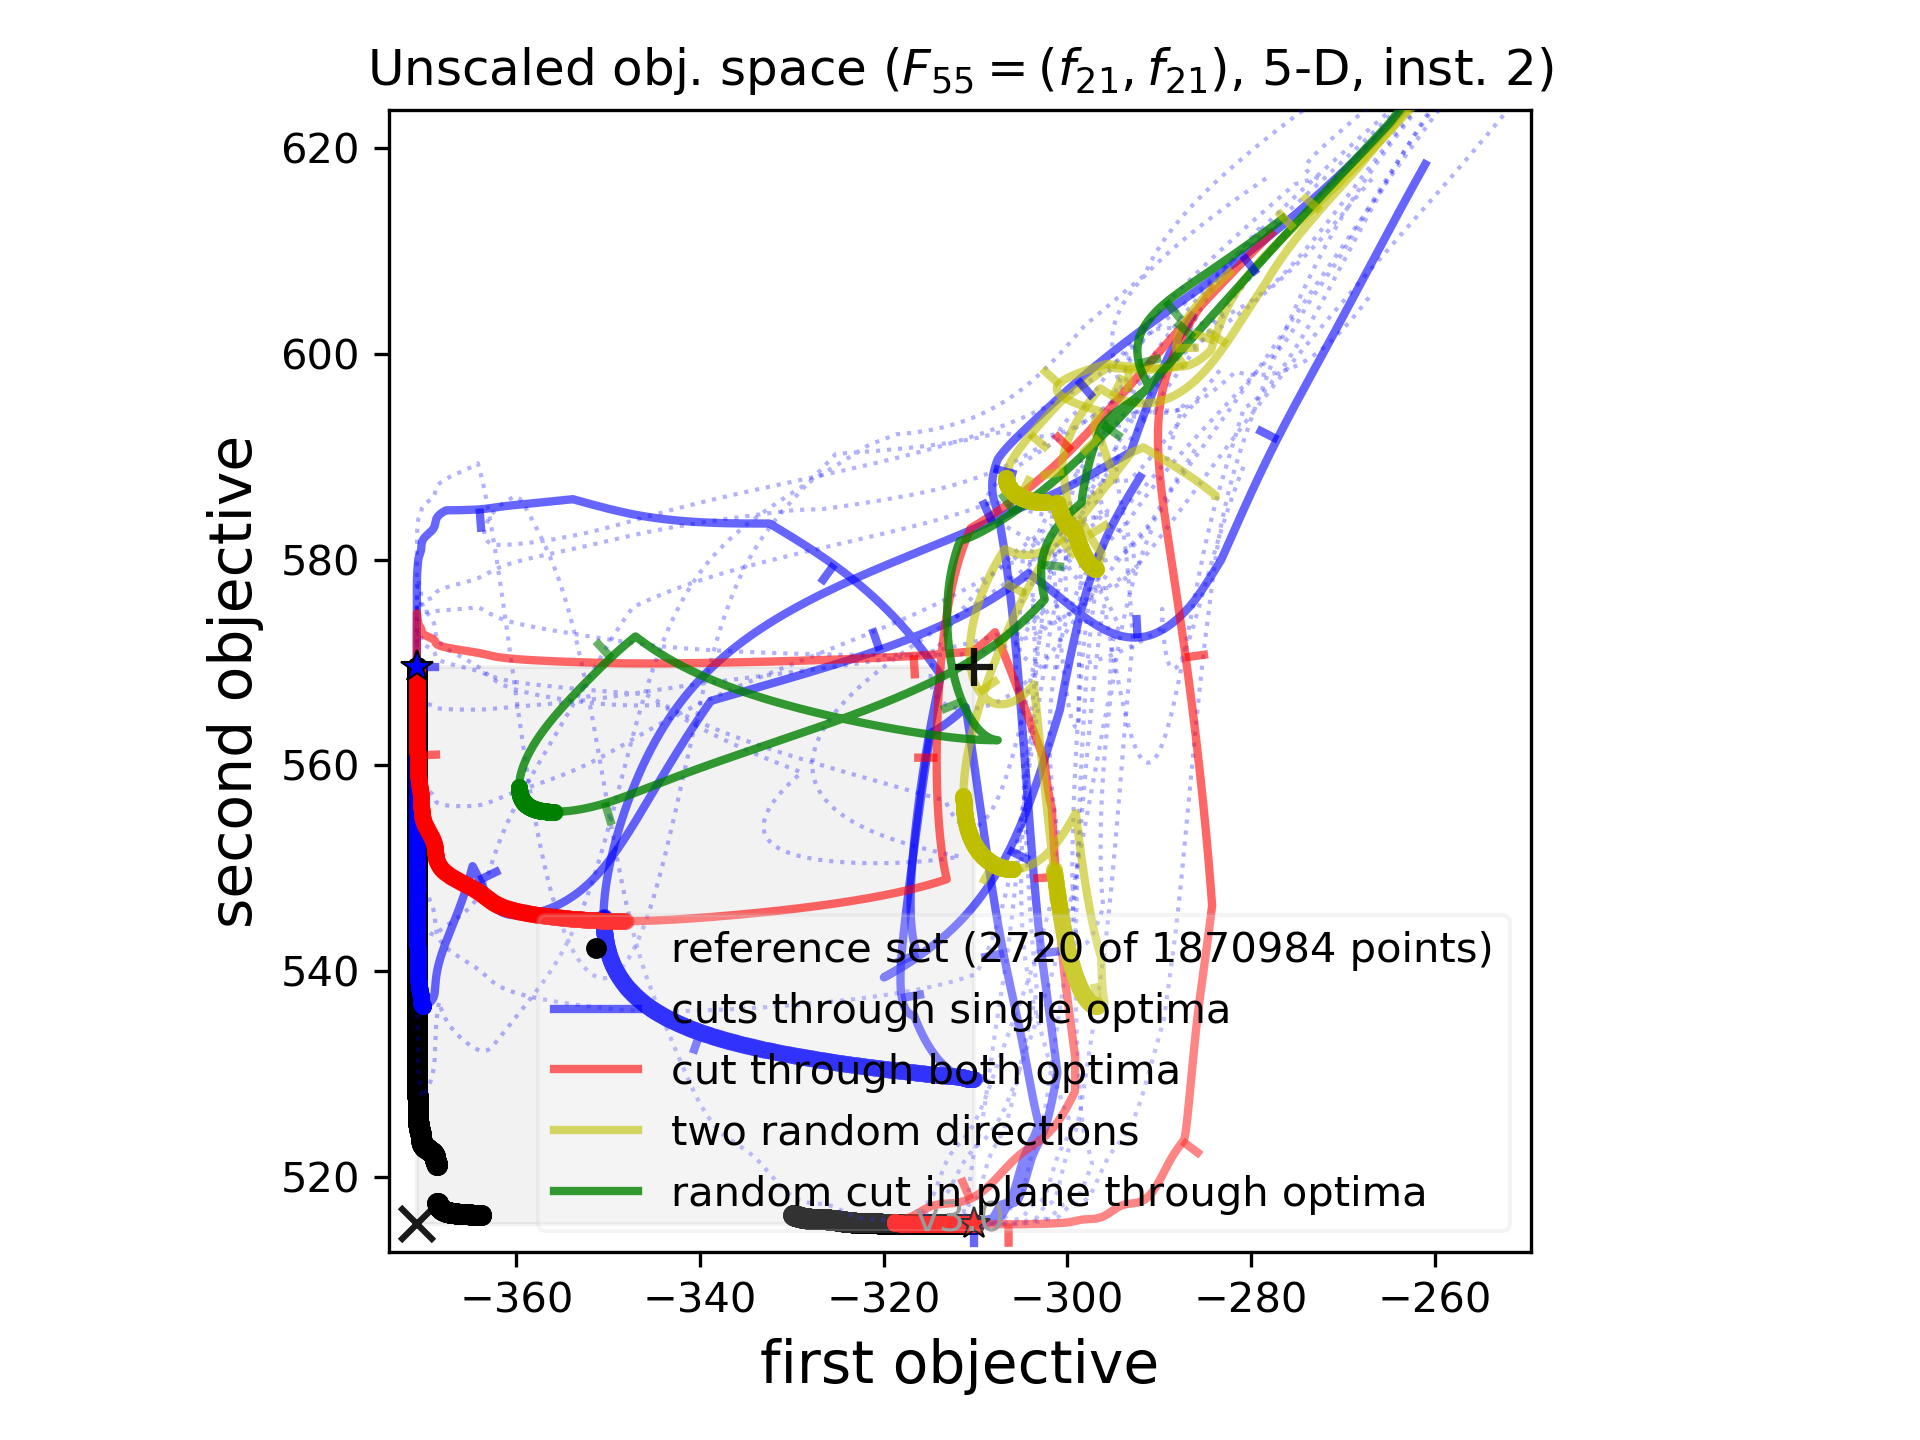 Unscaled obj. space (F₅₅ = (f₂₁, f₂₁), 5-D, inst. 2)
620
600
580
560
540
520
second objective
reference set (2720 of 1870984 points)
cuts through single optima
cut through both optima
two random directions
random cut in plane through optima
−360
−340
−320
−300
−280
−260
first objective